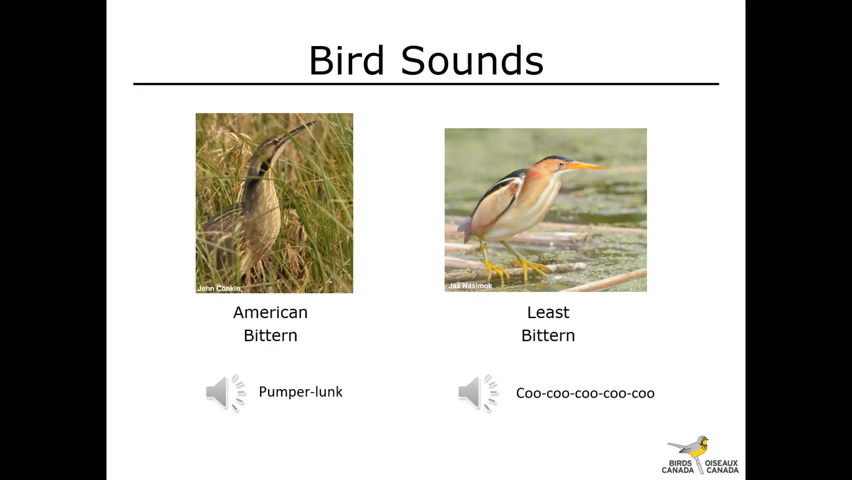 Bird Sounds
John Conkin
Jaz Nasimok
American
Bittern
Least
Bittern
Pumper-lunk
Coo-coo-coo-coo-coo
BIRDS CANADA
OISEAUX CANADA